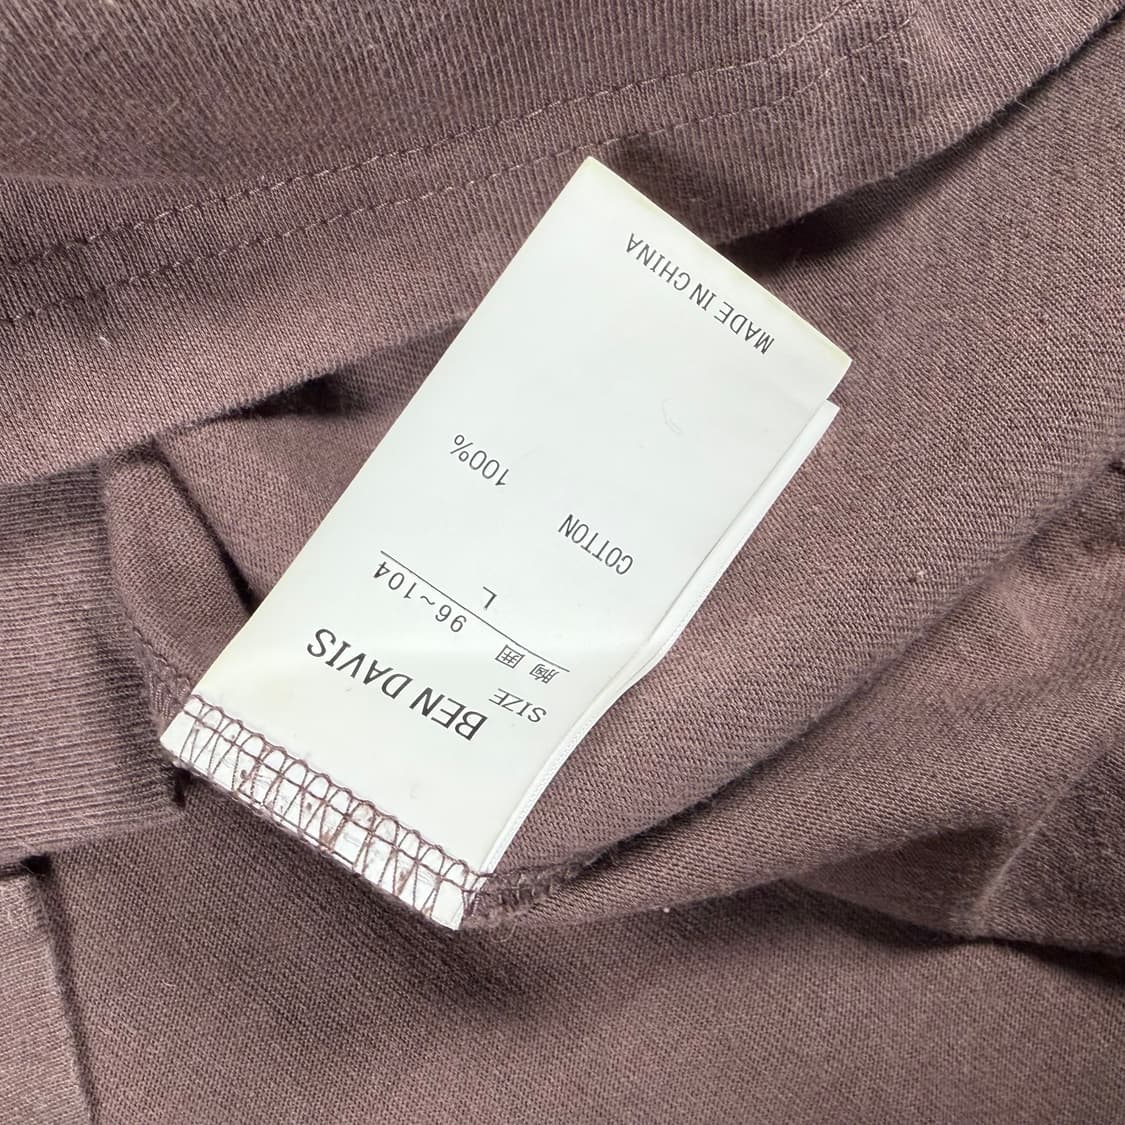 BEN DAVIS
SIZE
胸囲 96~104
L
COTTON 100%
MADE IN CHINA